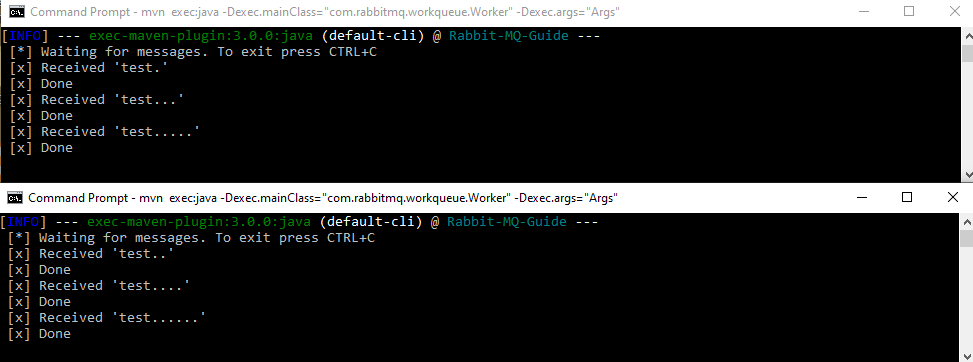 Command Prompt - mvn exec:java -Dexec.mainClass="com.rabbitmq.workqueue.Worker" -Dexec.args="Args"
[INFO] --- exec-maven-plugin:3.0.0:java (default-cli) @ Rabbit-MQ-Guide ---
[*] Waiting for messages. To exit press CTRL+C
[x] Received 'test.'
[x] Done
[x] Received 'test...'
[x] Done
[x] Received 'test.....'
[x] Done
Command Prompt - mvn exec:java -Dexec.mainClass="com.rabbitmq.workqueue.Worker" -Dexec.args="Args"
[INFO] --- exec-maven-plugin:3.0.0:java (default-cli) @ Rabbit-MQ-Guide ---
[*] Waiting for messages. To exit press CTRL+C
[x] Received 'test..'
[x] Done
[x] Received 'test....'
[x] Done
[x] Received 'test......'
[x] Done